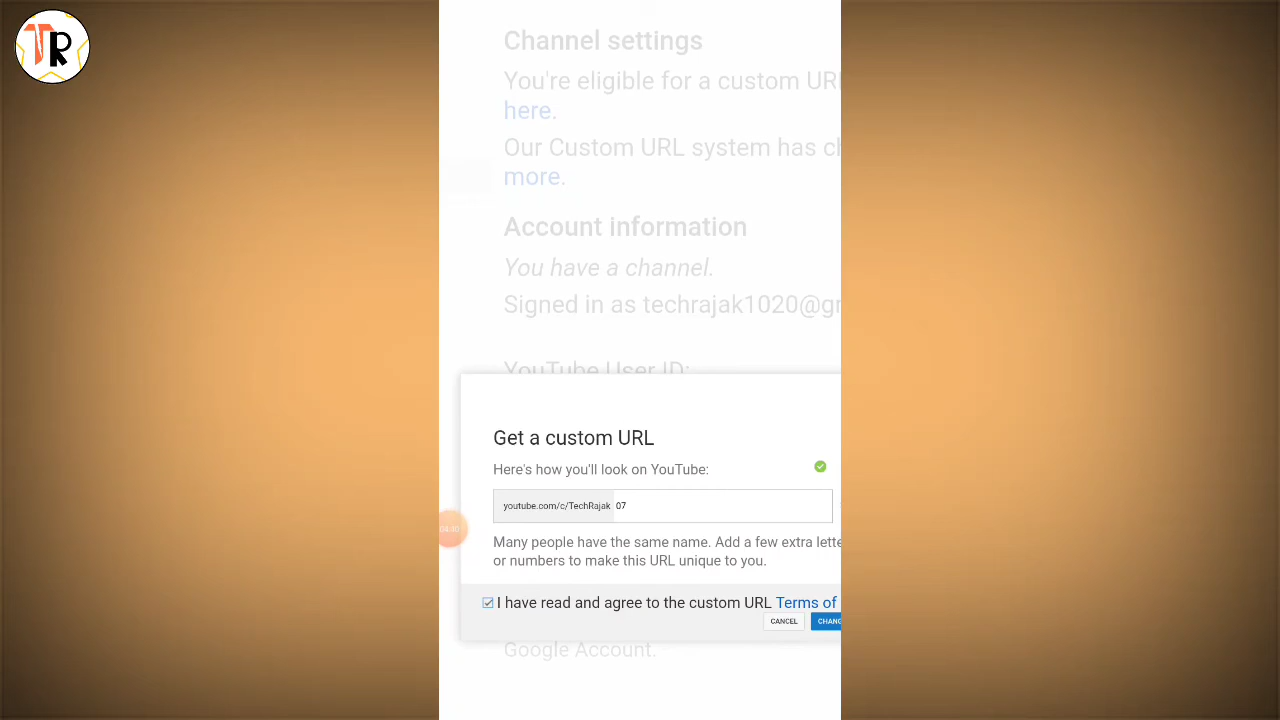 TR
Channel settings
You're eligible for a custom URL
here.
Our Custom URL system has ch
more.
Account information
You have a channel.
Signed in as techrajak1020@gm
YouTube User ID:
Get a custom URL
Here's how you'll look on YouTube:
youtube.com/c/TechRajak 07
Many people have the same name. Add a few extra lette
or numbers to make this URL unique to you.
I have read and agree to the custom URL Terms of
CANCEL CHANG
Google Account.